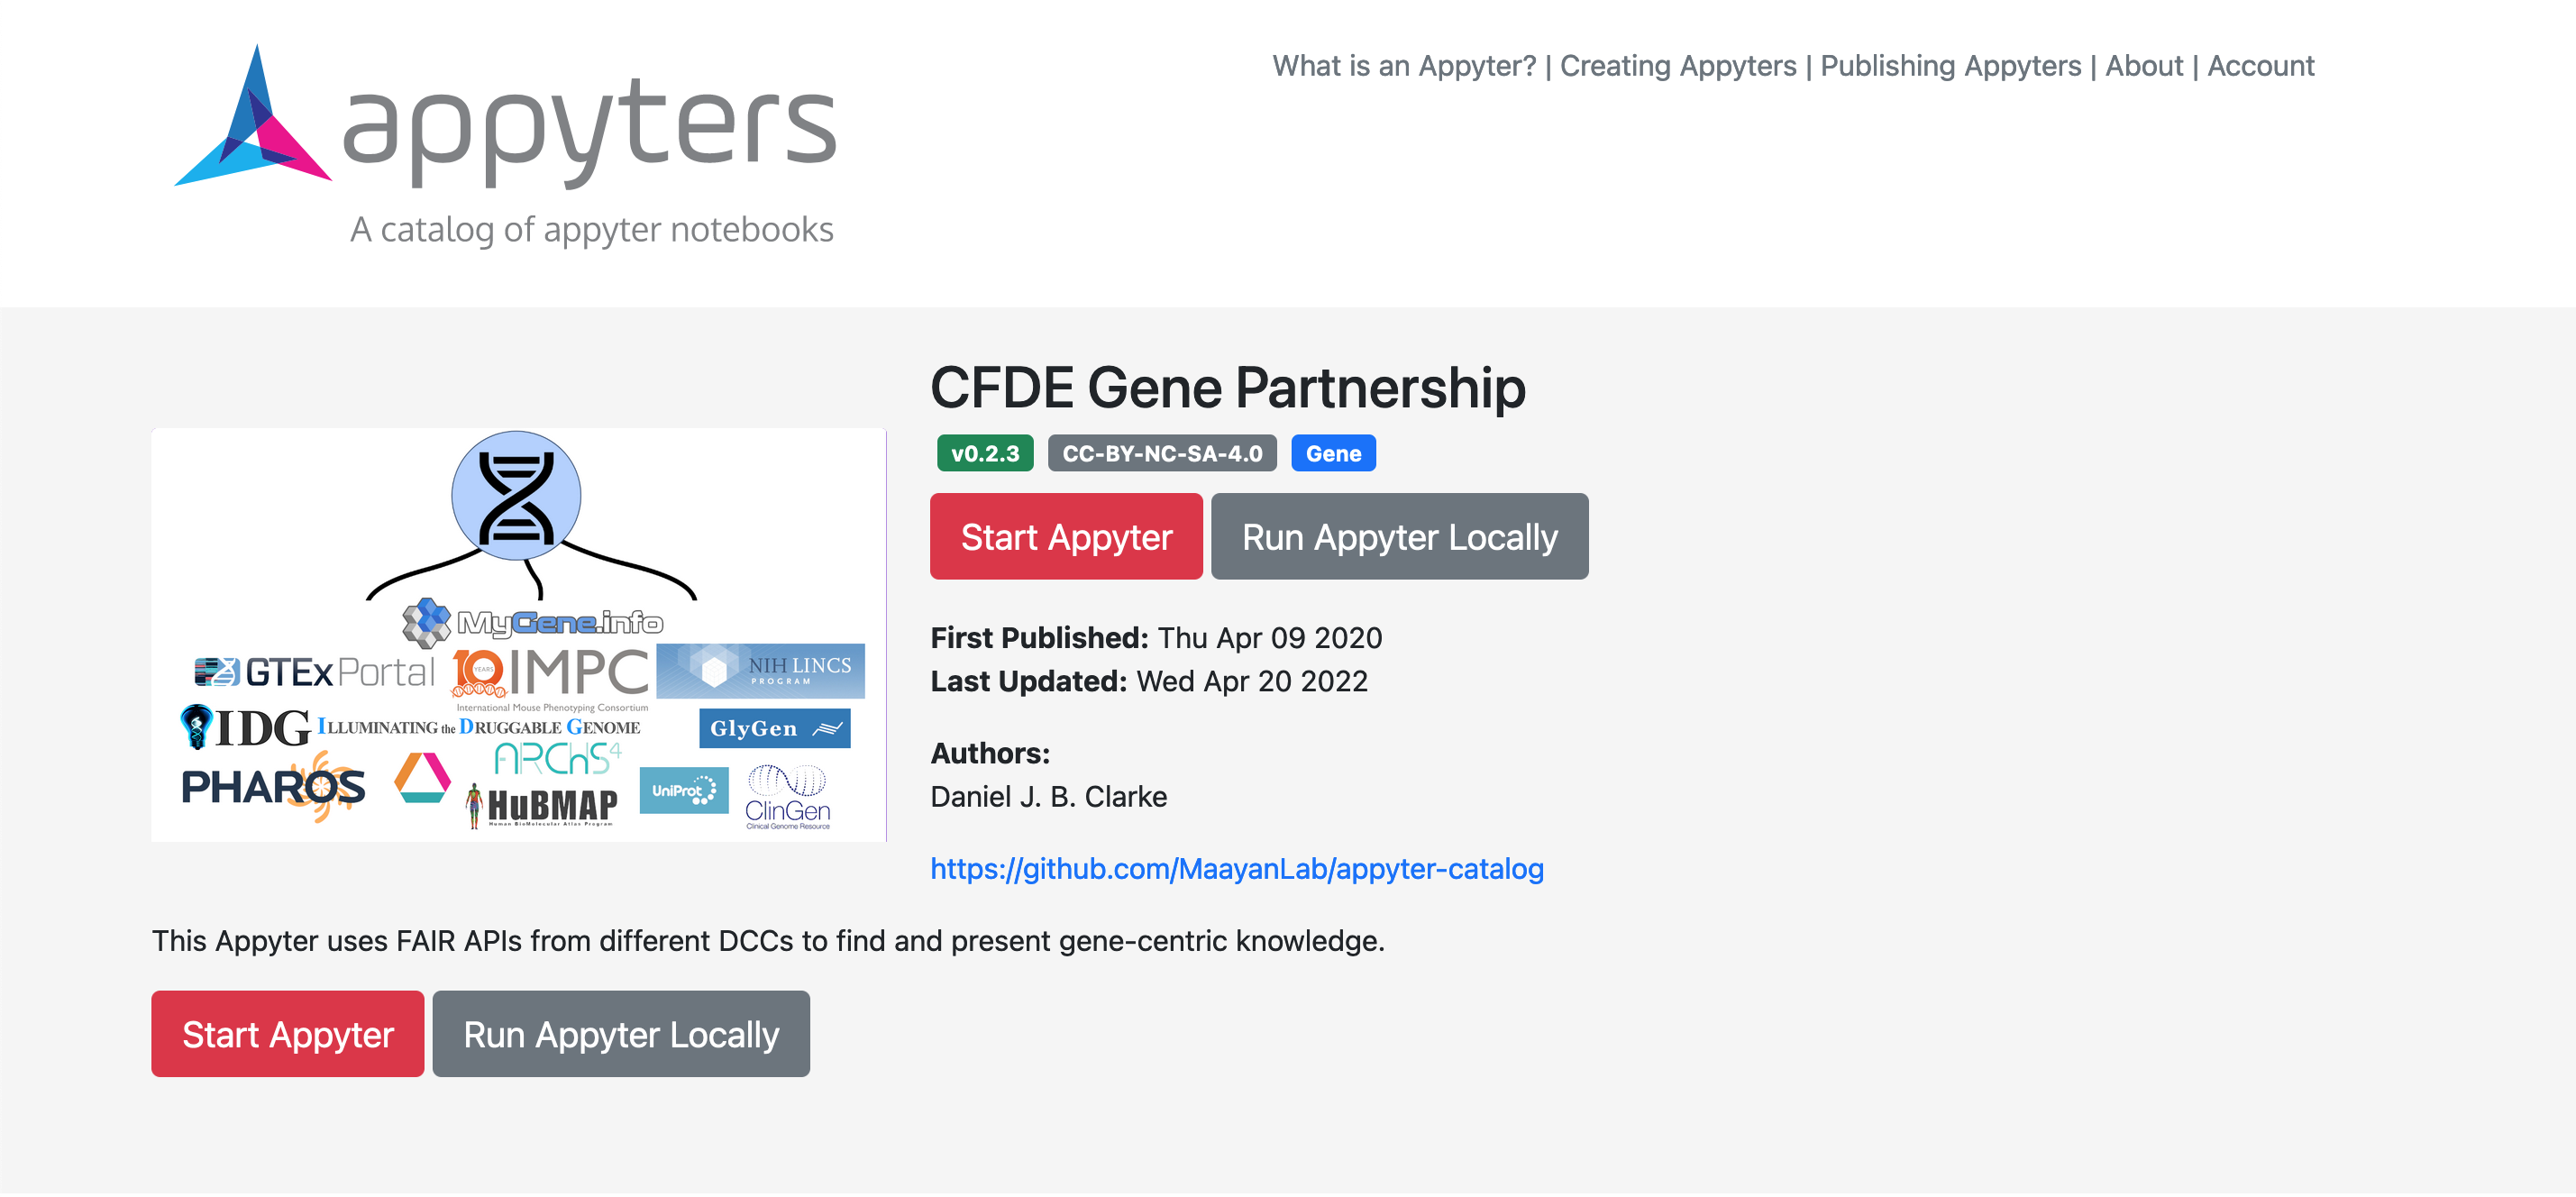 What is an Appyter? | Creating Appyters | Publishing Appyters | About | Account
appyters
A catalog of appyter notebooks
CFDE Gene Partnership
v0.2.3 CC-BY-NC-SA-4.0 Gene
Start Appyter Run Appyter Locally
First Published: Thu Apr 09 2020
Last Updated: Wed Apr 20 2022
Authors:
Daniel J. B. Clarke
https://github.com/MaayanLab/appyter-catalog
MyGene.info
GTEx Portal
10 YEARS IMPC
International Mouse Phenotyping Consortium
NIH LINCS
PROGRAM
IDG ILLUMINATING the DRUGGABLE GENOME
GlyGen
ARCHS4
PHAROS
HuBMAP
Human BioMolecular Atlas Program
UniProt
ClinGen
Clinical Genome Resource
This Appyter uses FAIR APIs from different DCCs to find and present gene-centric knowledge.
Start Appyter Run Appyter Locally